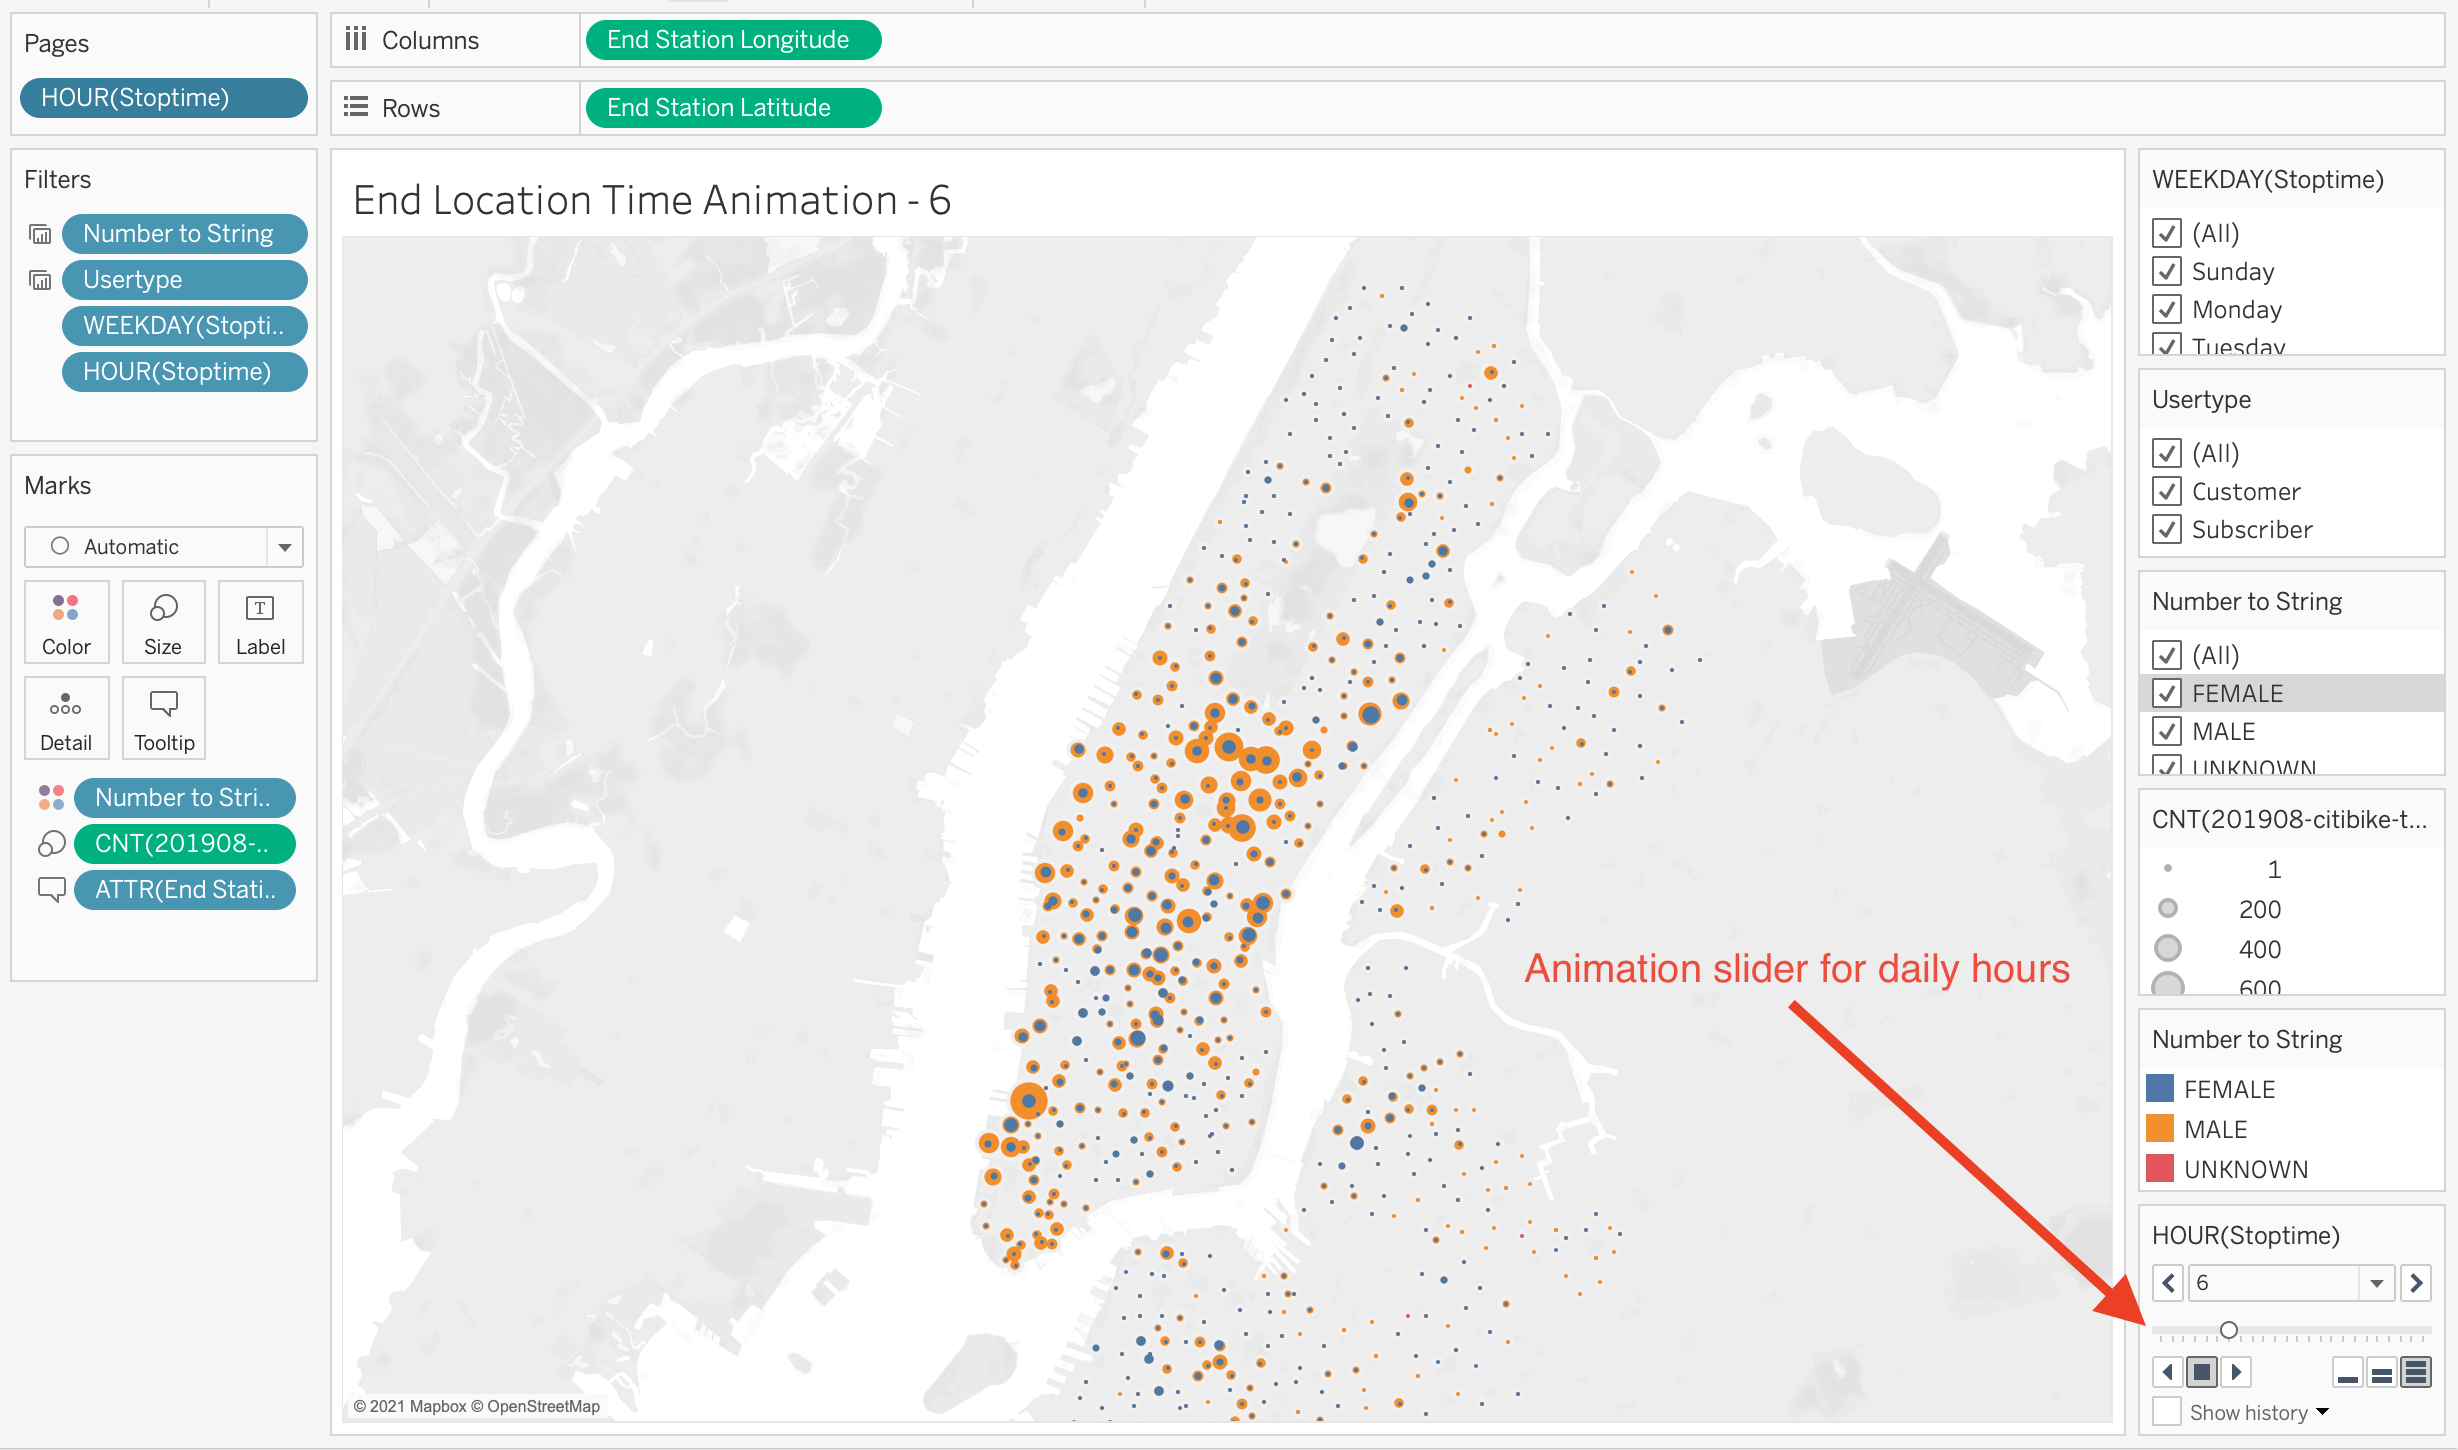 Pages
HOUR(Stoptime)
Columns
End Station Longitude
Rows
End Station Latitude
Filters
Number to String
Usertype
WEEKDAY(Stopti..
HOUR(Stoptime)
Marks
Automatic
Color
Size
T
Label
Detail
Tooltip
Number to Stri..
CNT(201908-..
ATTR(End Stati..
End Location Time Animation - 6
Animation slider for daily hours
© 2021 Mapbox © OpenStreetMap
WEEKDAY(Stoptime)
(All)
Sunday
Monday
Tuesday
Usertype
(All)
Customer
Subscriber
Number to String
(All)
FEMALE
MALE
UNKNOWN
CNT(201908-citibike-t...
1
200
400
600
Number to String
FEMALE
MALE
UNKNOWN
HOUR(Stoptime)
6
Show history